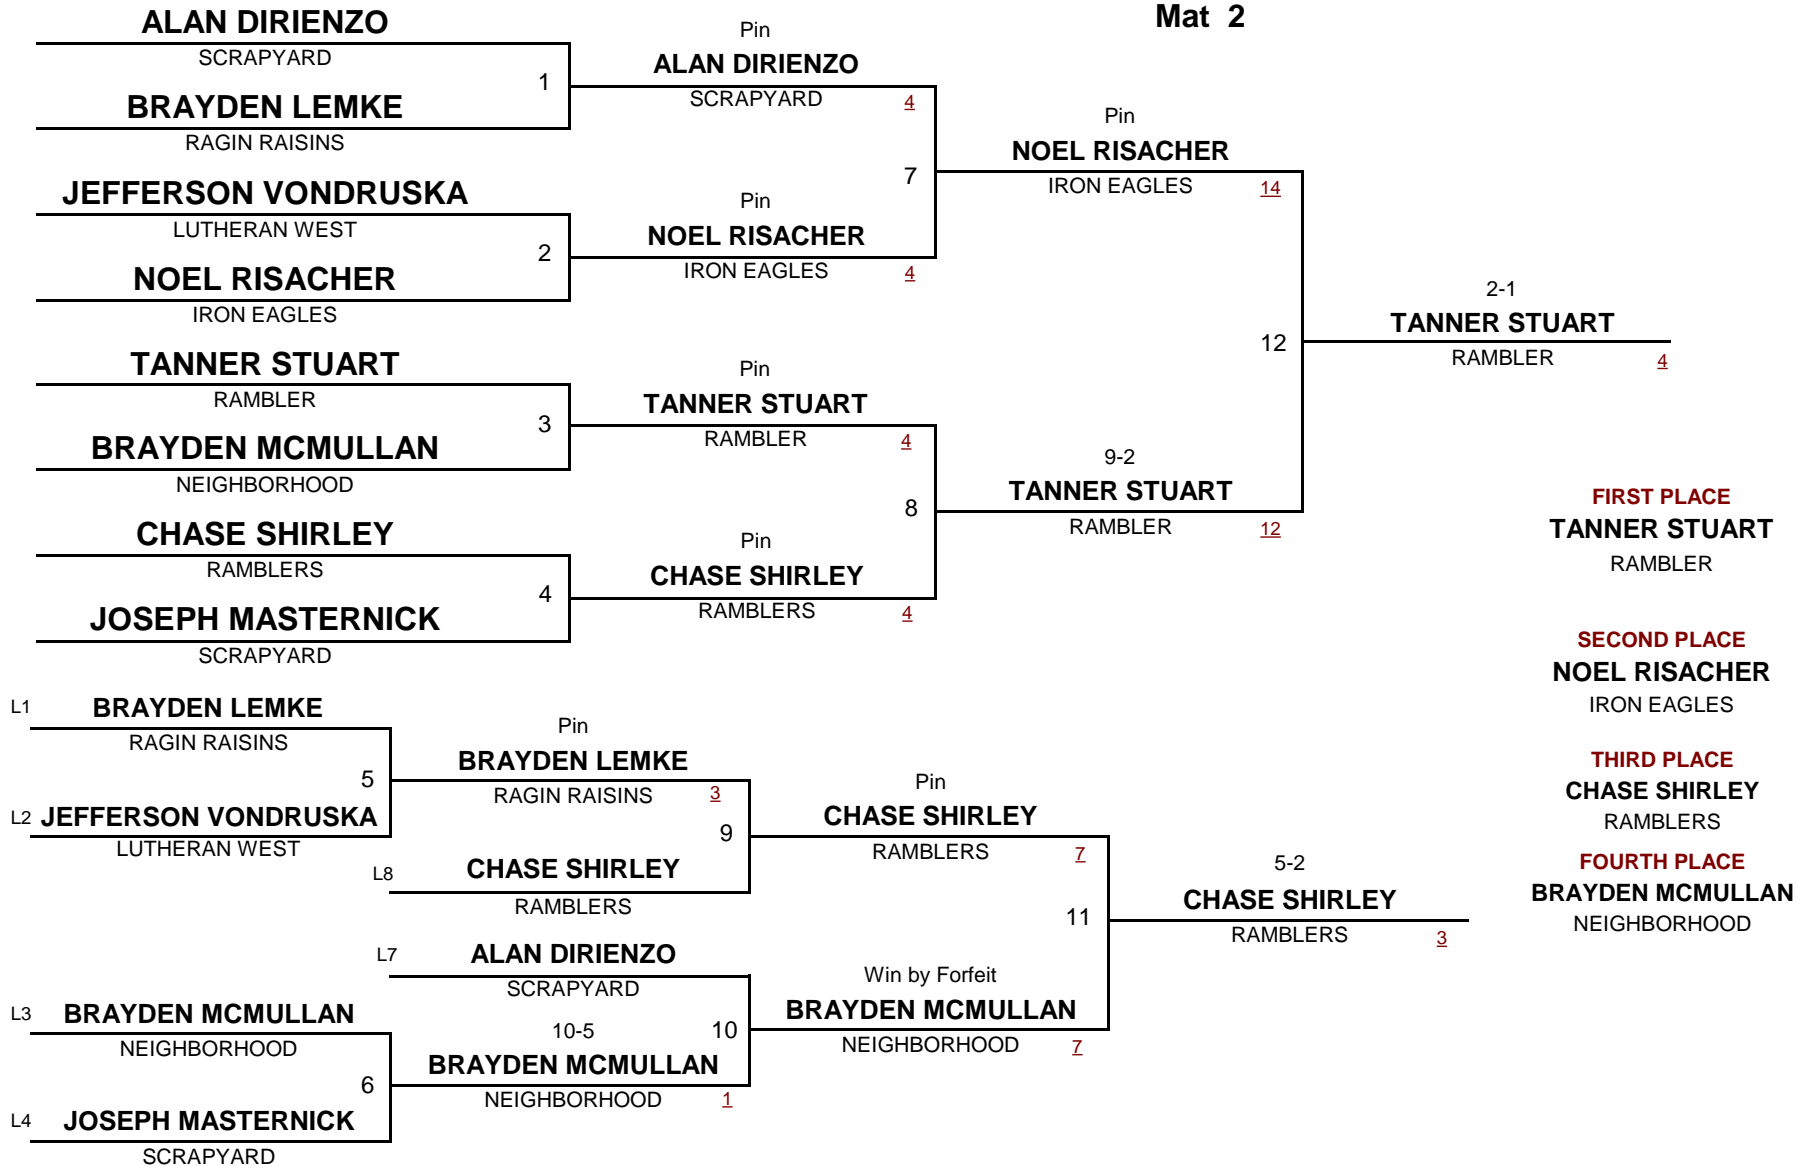 Mat 2
ALAN DIRIENZO
SCRAPYARD
1
BRAYDEN LEMKE
RAGIN RAISINS
JEFFERSON VONDRUSKA
LUTHERAN WEST
2
NOEL RISACHER
IRON EAGLES
TANNER STUART
RAMBLER
3
BRAYDEN MCMULLAN
NEIGHBORHOOD
CHASE SHIRLEY
RAMBLERS
4
JOSEPH MASTERNICK
SCRAPYARD
Pin
ALAN DIRIENZO
SCRAPYARD 4
7
Pin
NOEL RISACHER
IRON EAGLES 4
Pin
TANNER STUART
RAMBLER 4
8
Pin
CHASE SHIRLEY
RAMBLERS 4
Pin
NOEL RISACHER
IRON EAGLES 14
12
9-2
TANNER STUART
RAMBLER 12
2-1
TANNER STUART
RAMBLER 4
FIRST PLACE
TANNER STUART
RAMBLER
SECOND PLACE
NOEL RISACHER
IRON EAGLES
THIRD PLACE
CHASE SHIRLEY
RAMBLERS
FOURTH PLACE
BRAYDEN MCMULLAN
NEIGHBORHOOD
L1 BRAYDEN LEMKE
RAGIN RAISINS
5
L2 JEFFERSON VONDRUSKA
LUTHERAN WEST
L3 BRAYDEN MCMULLAN
NEIGHBORHOOD
6
L4 JOSEPH MASTERNICK
SCRAPYARD
Pin
BRAYDEN LEMKE
RAGIN RAISINS 3
9
L8 CHASE SHIRLEY
RAMBLERS
L7 ALAN DIRIENZO
SCRAPYARD
10-5 10
BRAYDEN MCMULLAN
NEIGHBORHOOD 1
Pin
CHASE SHIRLEY
RAMBLERS 7
11
Win by Forfeit
BRAYDEN MCMULLAN
NEIGHBORHOOD 7
5-2
CHASE SHIRLEY
RAMBLERS 3